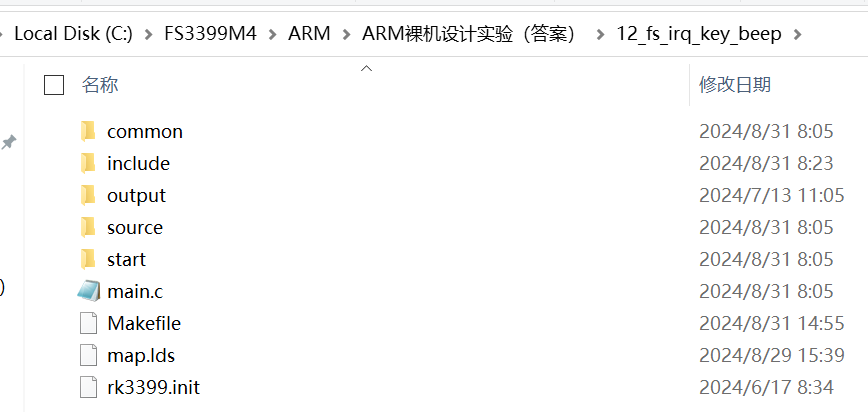 Local Disk (C:) > FS3399M4 > ARM > ARM裸机设计实验（答案） > 12_fs_irq_key_beep >
名称 修改日期
common 2024/8/31 8:05
include 2024/8/31 8:23
output 2024/7/13 11:05
source 2024/8/31 8:05
start 2024/8/31 8:05
) main.c 2024/8/31 8:05
Makefile 2024/8/31 14:55
map.lds 2024/8/29 15:39
rk3399.init 2024/6/17 8:34